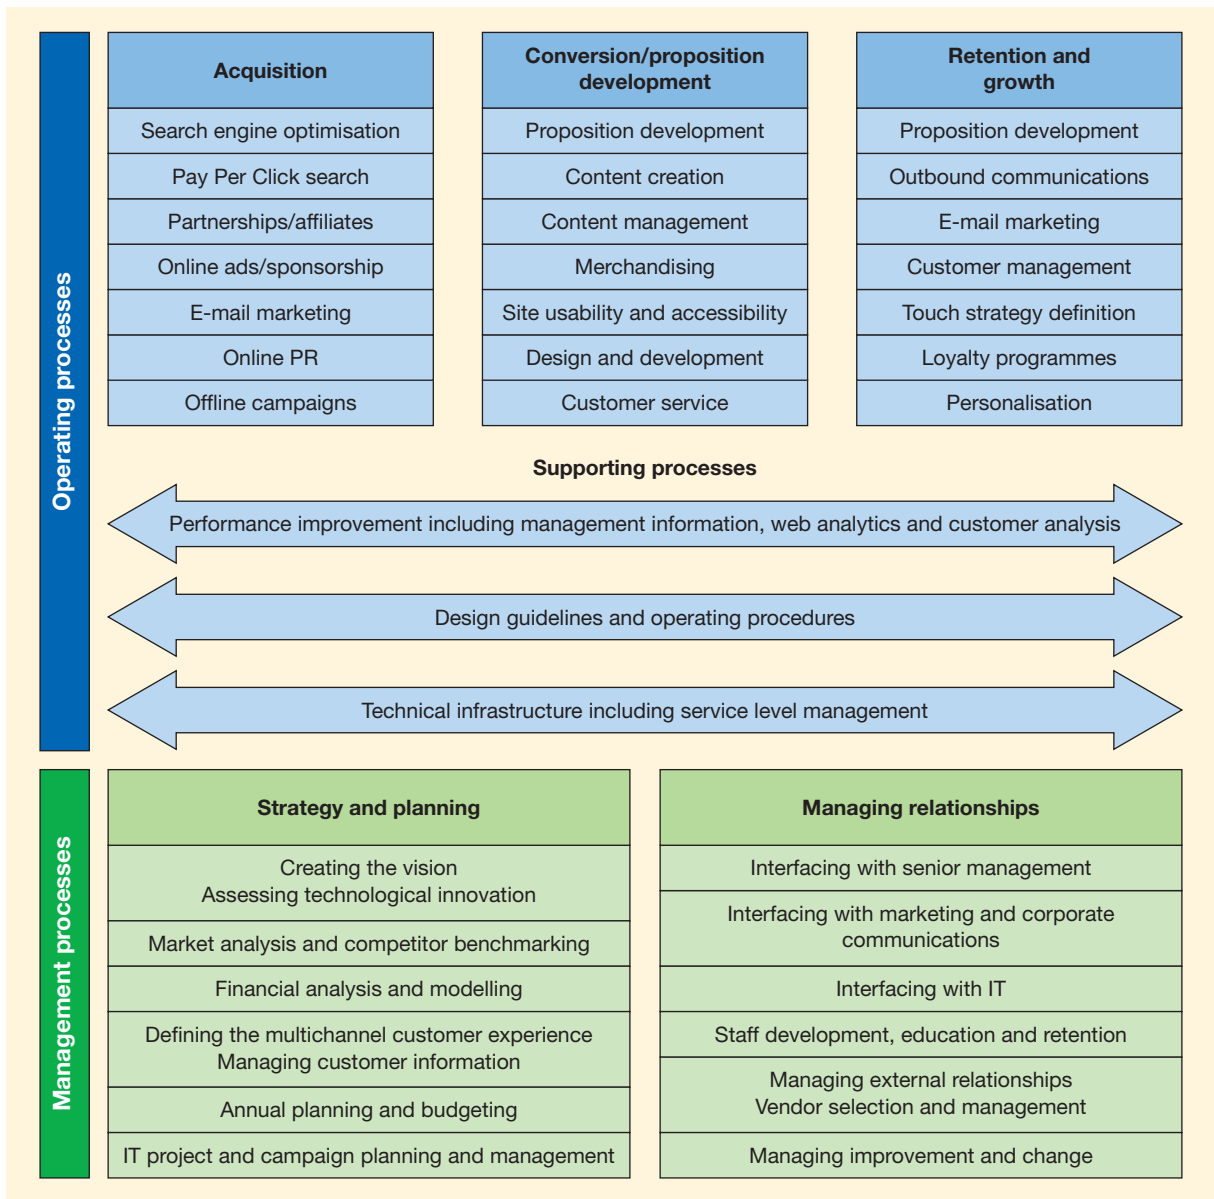 Operating processes
Acquisition
Search engine optimisation
Pay Per Click search
Partnerships/affiliates
Online ads/sponsorship
E-mail marketing
Online PR
Offline campaigns
Conversion/proposition
development
Proposition development
Content creation
Content management
Merchandising
Site usability and accessibility
Design and development
Customer service
Retention and
growth
Proposition development
Outbound communications
E-mail marketing
Customer management
Touch strategy definition
Loyalty programmes
Personalisation
Supporting processes
Performance improvement including management information, web analytics and customer analysis
Design guidelines and operating procedures
Technical infrastructure including service level management
Management processes
Strategy and planning
Creating the vision
Assessing technological innovation
Market analysis and competitor benchmarking
Financial analysis and modelling
Defining the multichannel customer experience
Managing customer information
Annual planning and budgeting
IT project and campaign planning and management
Managing relationships
Interfacing with senior management
Interfacing with marketing and corporate
communications
Interfacing with IT
Staff development, education and retention
Managing external relationships
Vendor selection and management
Managing improvement and change